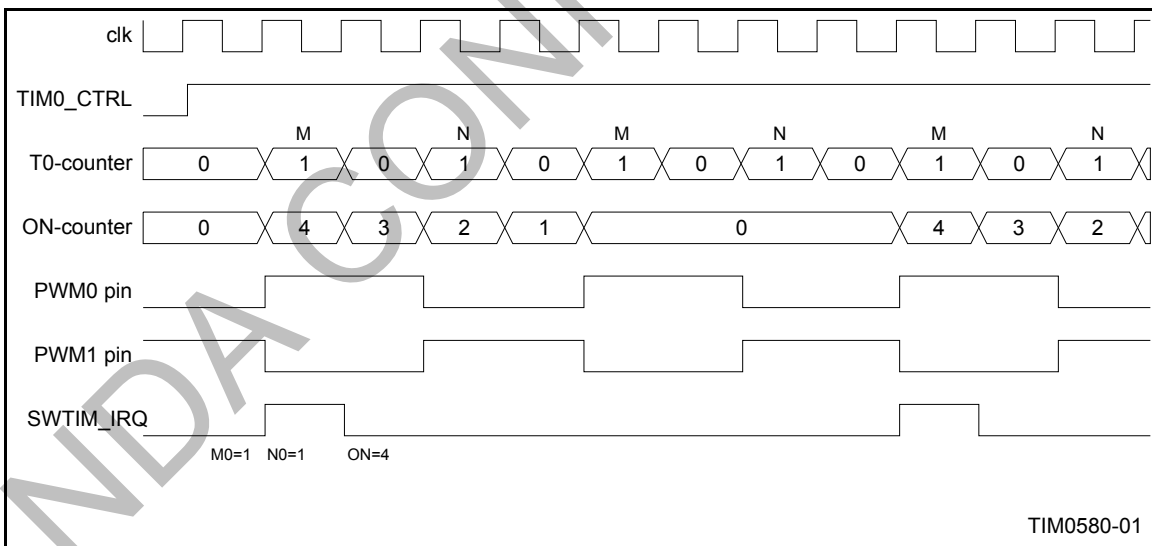 clk
TIM0_CTRL
M N M N M N
T0-counter 0 1 0 1 0 1 0 1 0 1 0 1
ON-counter 0 4 3 2 1 0 4 3 2
PWM0 pin
PWM1 pin
SWTIM_IRQ
M0=1 N0=1 ON=4
TIM0580-01
NDA CON